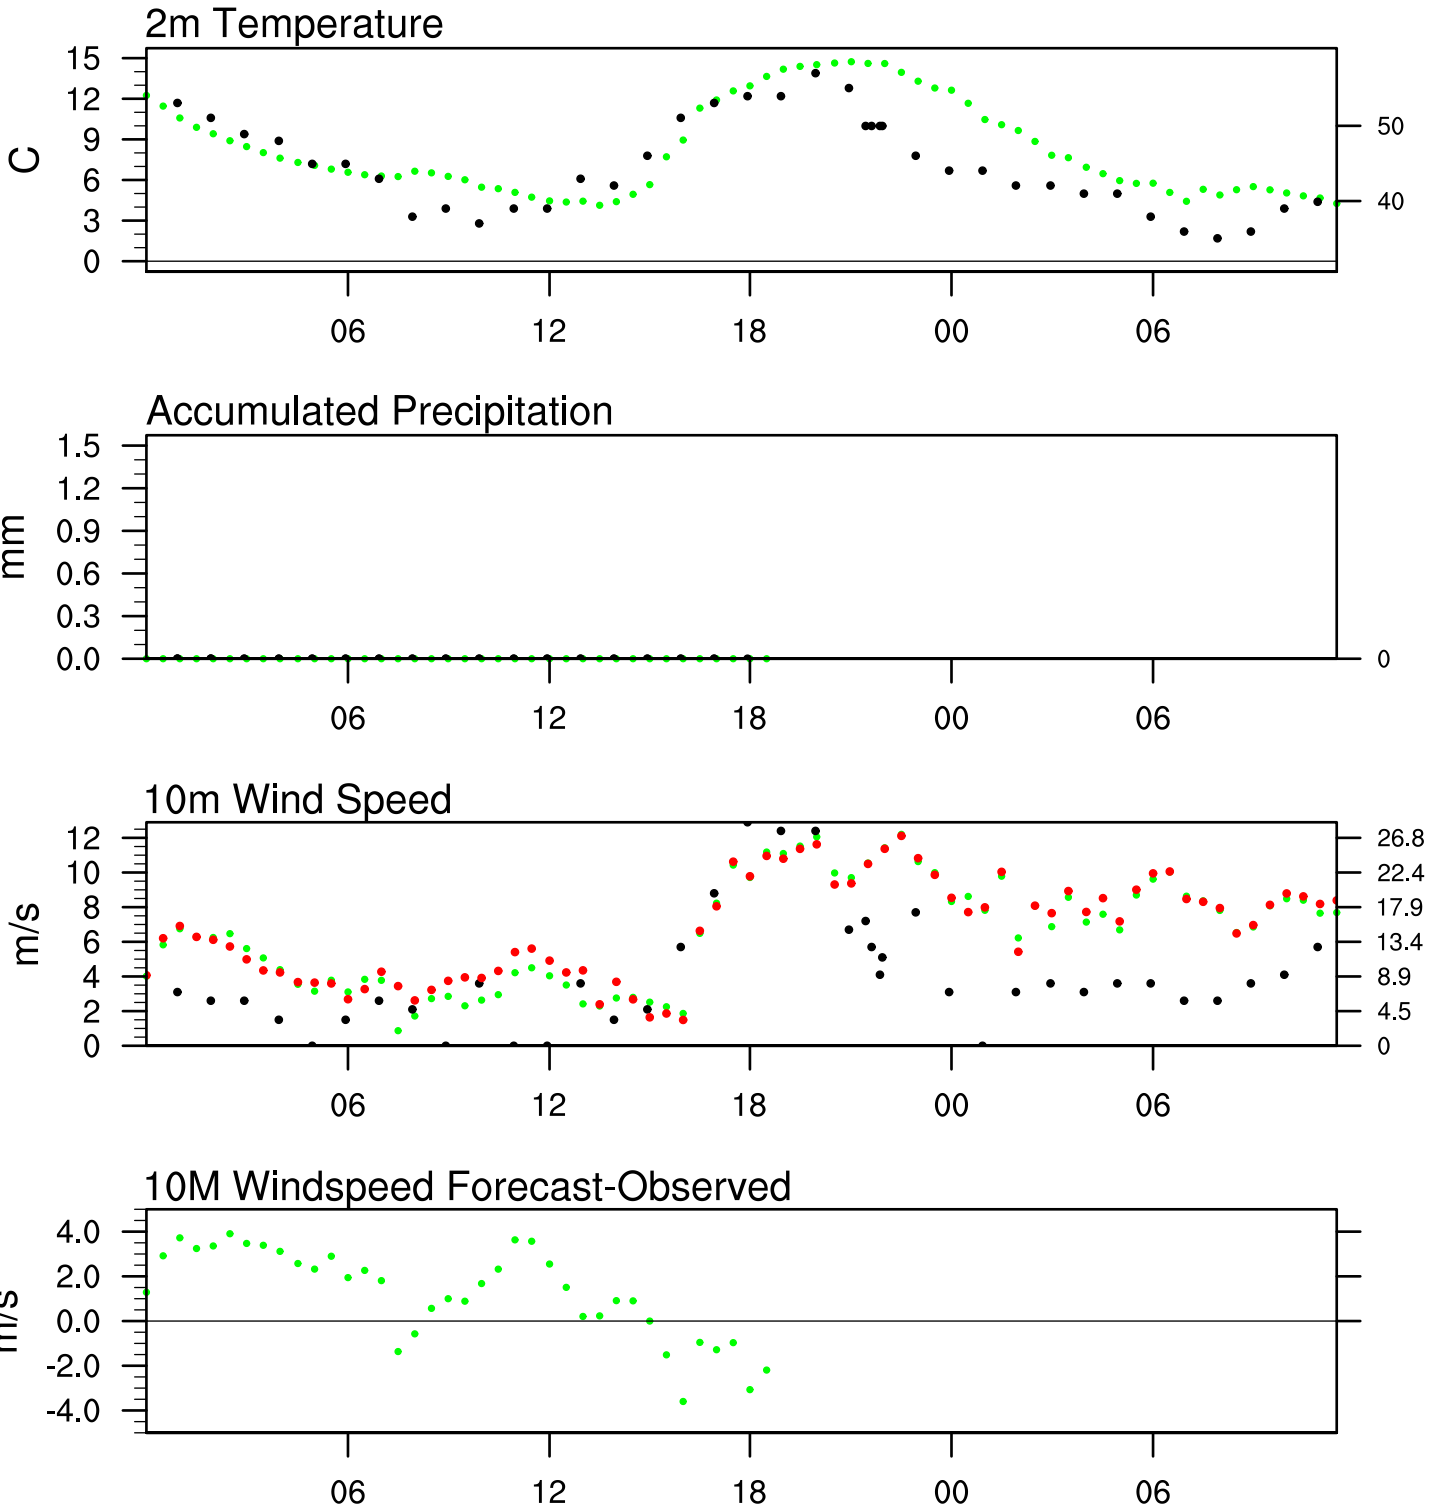 2m Temperature
15
12
9
6
3
0
C
50
40
06 12 18 00 06
Accumulated Precipitation
1.5
1.2
0.9
0.6
0.3
0.0
mm
0
06 12 18 00 06
10m Wind Speed
12
10
8
6
4
2
0
m/s
26.8
22.4
17.9
13.4
8.9
4.5
0
06 12 18 00 06
10M Windspeed Forecast-Observed
4.0
2.0
0.0
-2.0
-4.0
m/s
06 12 18 00 06